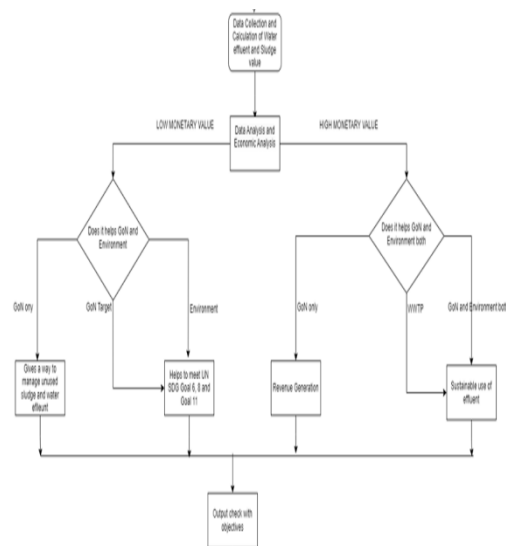 Data Collection and
Calculation of Water
effluent and Sludge
value
LOW MONETARY VALUE
HIGH MONETARY VALUE
Data Analysis and
Economic Analysis
Does it helps GoN and
Environment
Does it helps GoN and
Environment both
GoN ony
GoN Target
Environment
GoN only
WWTP
GoN and Environment both
Gives a way to
manage unused
sludge and water
effleunt
Helps to meet UN
SDG Goal 6, 8 and
Goal 11
Revenue Generation
Sustainable use of
effluent
Output check with
objectives